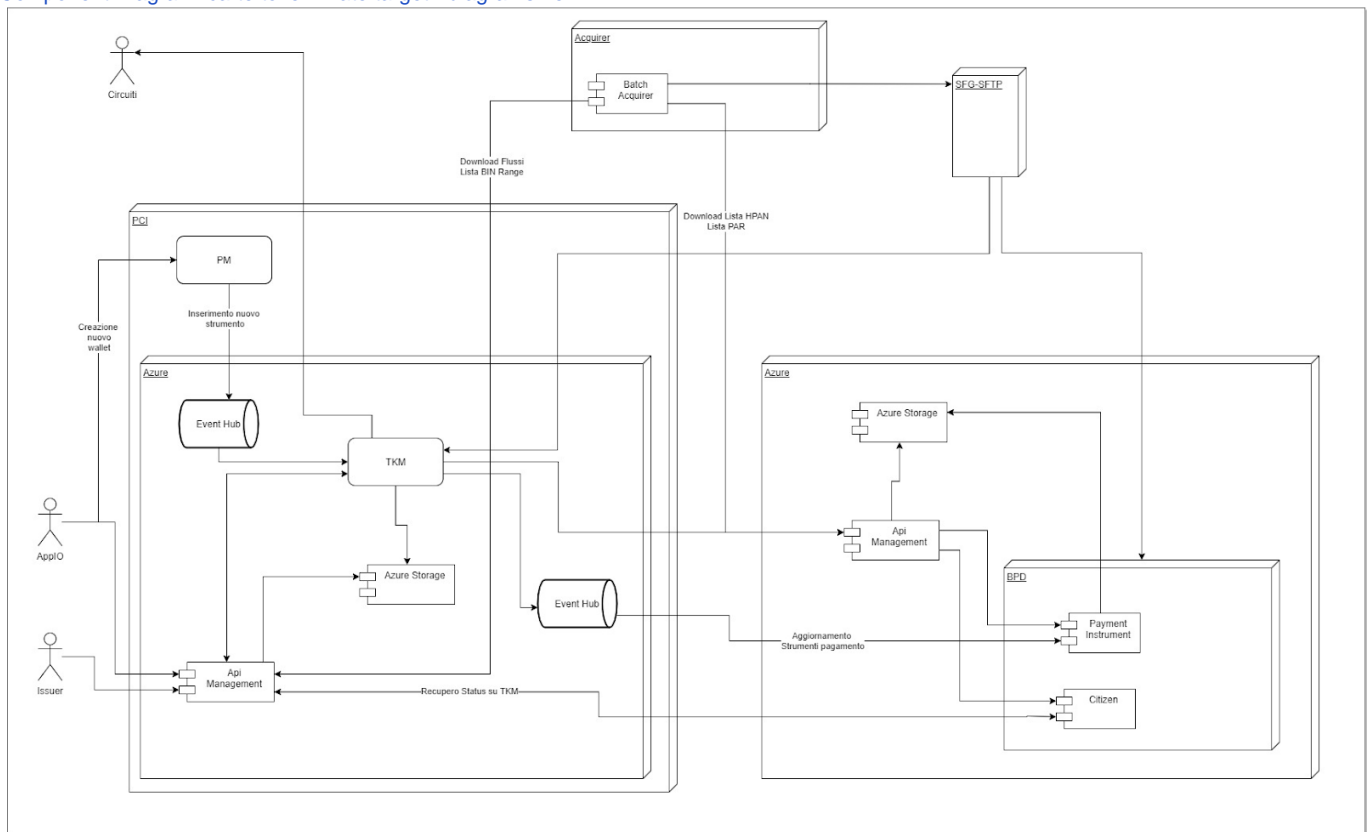 Acquirer
Batch
Acquirer
SFG-SFTP
Circuiti
Download Flussi
Lista BIN Range
PCI
Download Lista HPAN
Lista PAR
PM
Inserimento nuovo
strumento
Creazione
nuovo
wallet
Azure
Azure
Event Hub
Azure Storage
TKM
AppIO
Api
Management
Azure Storage
BPD
Event Hub
Payment
Instrument
Aggiornamento
Strumenti pagamento
Issuer
Api
Management
Recupero Status su TKM
Citizen